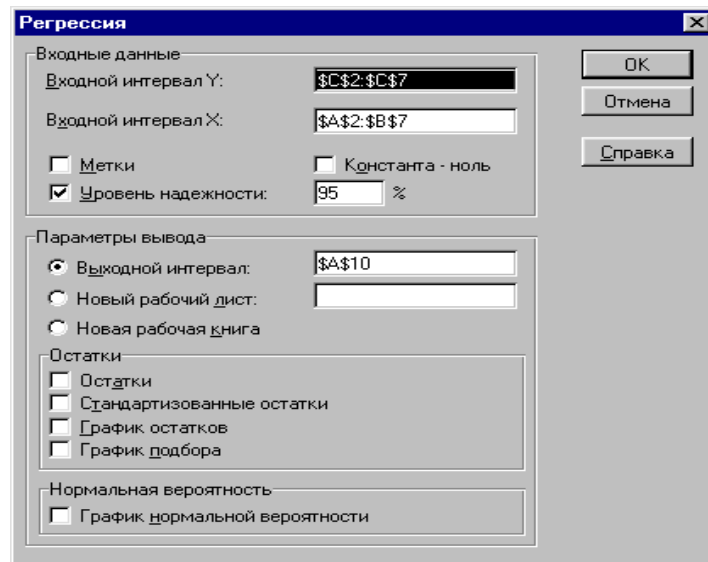 Регрессия
Входные данные
Входной интервал Y: $C$2:$C$7
Входной интервал X: $A$2:$B$7
Метки Константа - ноль
Уровень надежности: 95 %
OK
Отмена
Справка
Параметры вывода
Выходной интервал: $A$10
Новый рабочий лист:
Новая рабочая книга
Остатки
Остатки
Стандартизованные остатки
График остатков
График подбора
Нормальная вероятность
График нормальной вероятности